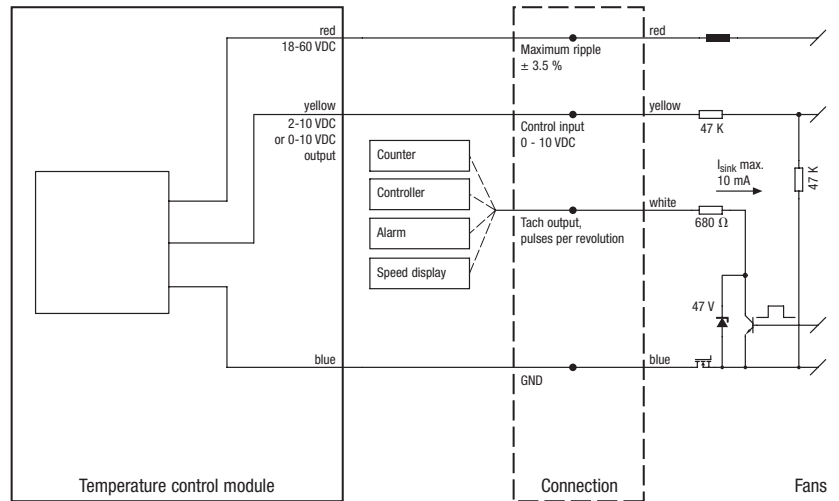 red
18-60 VDC
Maximum ripple
± 3.5 %
red
yellow
2-10 VDC
or 0-10 VDC
output
Control input
0 - 10 VDC
yellow
47 K
47 K
Counter
Controller
Alarm
Speed display
Isink max.
10 mA
white
Tach output,
pulses per revolution
680 Ω
47 V
blue
GND
blue
Temperature control module
Connection
Fans